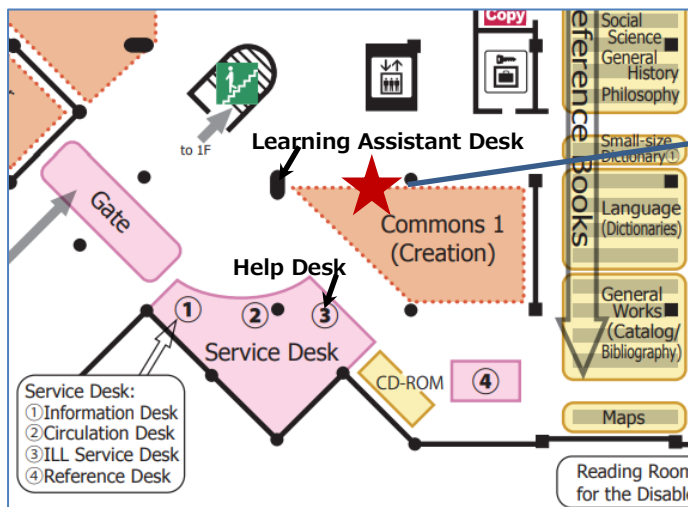 Copy
Social
Science
General
History
Philosophy
to 1F
Learning Assistant Desk
Small-size
Dictionary①
eference Books
Gate
Commons 1
(Creation)
Language
(Dictionaries)
Help Desk
① ② ③
Service Desk
General
Works
(Catalog/
Bibliography)
CD-ROM
④
Maps
Service Desk:
①Information Desk
②Circulation Desk
③ILL Service Desk
④Reference Desk
Reading Room
for the Disable